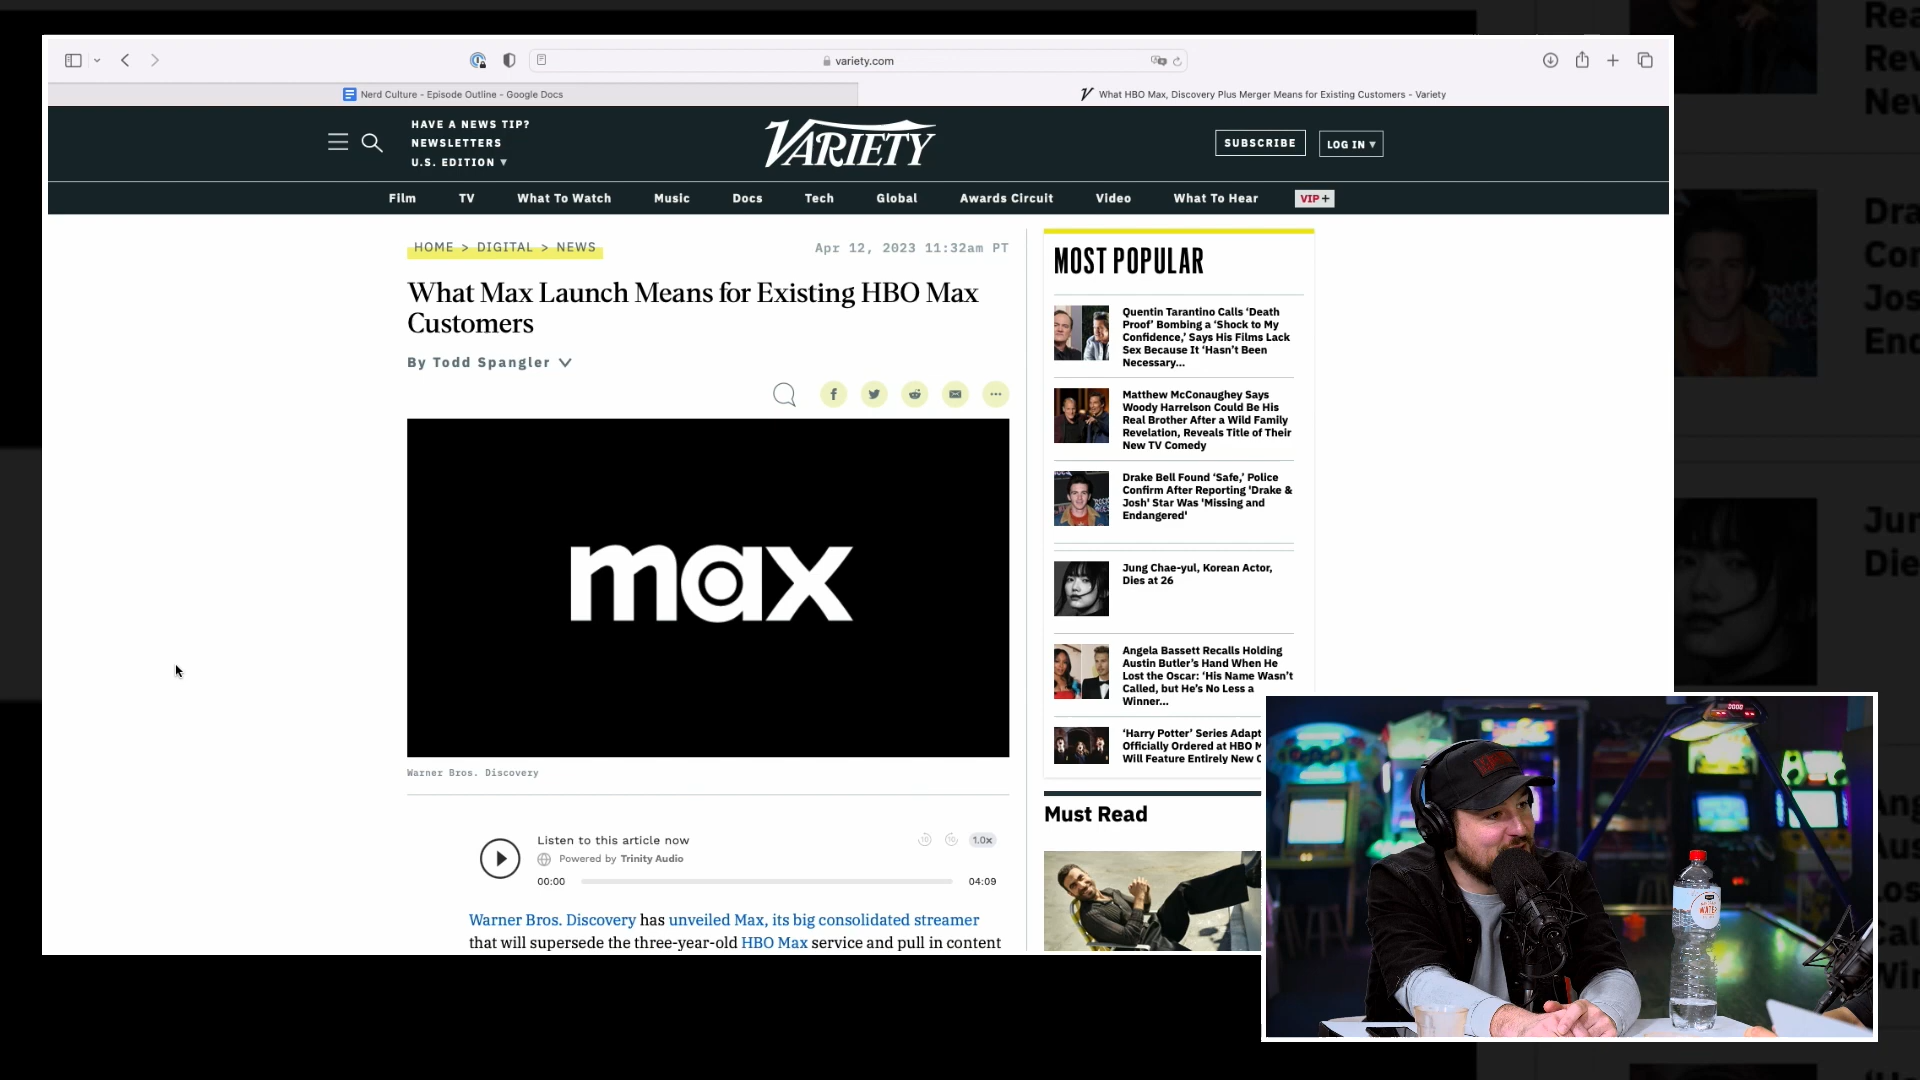 variety.com
Nerd Culture - Episode Outline - Google Docs
What HBO Max, Discovery Plus Merger Means for Existing Customers - Variety
HAVE A NEWS TIP?
NEWSLETTERS
U.S. EDITION
VARIETY
SUBSCRIBE
LOG IN
Film TV What To Watch Music Docs Tech Global Awards Circuit Video What To Hear VIP+
HOME > DIGITAL > NEWS
Apr 12, 2023 11:32am PT
What Max Launch Means for Existing HBO Max
Customers
By Todd Spangler
max
Warner Bros. Discovery
Listen to this article now
Powered by Trinity Audio
1.0x
00:00
04:09
Warner Bros. Discovery has unveiled Max, its big consolidated streamer
that will supersede the three-year-old HBO Max service and pull in content
MOST POPULAR
Quentin Tarantino Calls ‘Death
Proof’ Bombing a ‘Shock to My
Confidence,’ Says His Films Lack
Sex Because It ‘Hasn’t Been
Necessary...
Matthew McConaughey Says
Woody Harrelson Could Be His
Real Brother After a Wild Family
Revelation, Reveals Title of Their
New TV Comedy
Drake Bell Found ‘Safe,’ Police
Confirm After Reporting 'Drake &
Josh' Star Was 'Missing and
Endangered'
Jung Chae-yul, Korean Actor,
Dies at 26
Angela Bassett Recalls Holding
Austin Butler’s Hand When He
Lost the Oscar: ‘His Name Wasn’t
Called, but He’s No Less a
Winner...
‘Harry Potter’ Series Adapt
Officially Ordered at HBO M
Will Feature Entirely New C
Must Read
WATER